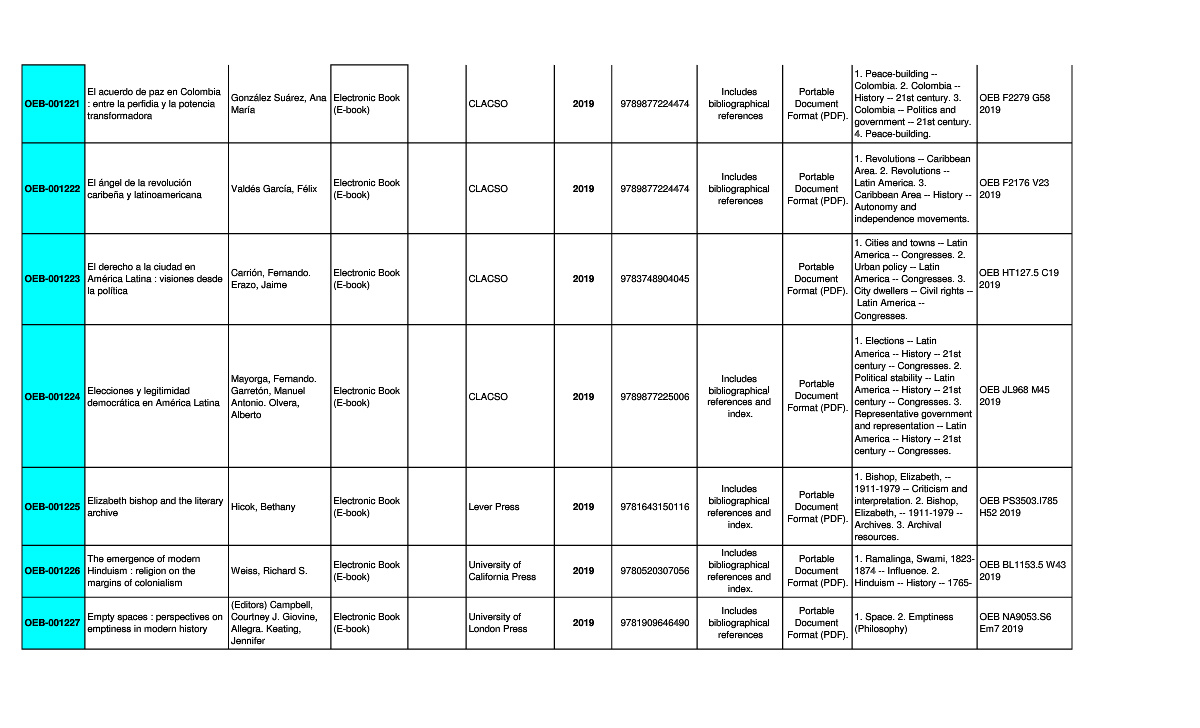 OEB-001221
El acuerdo de paz en Colombia
: entre la perfidia y la potencia
transformadora
González Suárez, Ana
María
Electronic Book
(E-book)
CLACSO
2019
9789877224474
Includes
bibliographical
references
Portable
Document
Format (PDF).
1. Peace-building --
Colombia. 2. Colombia --
History -- 21st century. 3.
Colombia -- Politics and
government -- 21st century.
4. Peace-building.
OEB F2279 G58
2019
OEB-001222
El ángel de la revolución
caribeña y latinoamericana
Valdés García, Félix
Electronic Book
(E-book)
CLACSO
2019
9789877224474
Includes
bibliographical
references
Portable
Document
Format (PDF).
1. Revolutions -- Caribbean
Area. 2. Revolutions --
Latin America. 3.
Caribbean Area -- History --
Autonomy and
independence movements.
OEB F2176 V23
2019
OEB-001223
El derecho a la ciudad en
América Latina : visiones desde
la política
Carrión, Fernando.
Erazo, Jaime
Electronic Book
(E-book)
CLACSO
2019
9783748904045
Portable
Document
Format (PDF).
1. Cities and towns -- Latin
America -- Congresses. 2.
Urban policy -- Latin
America -- Congresses. 3.
City dwellers -- Civil rights --
Latin America --
Congresses.
OEB HT127.5 C19
2019
OEB-001224
Elecciones y legitimidad
democrática en América Latina
Mayorga, Fernando.
Garretón, Manuel
Antonio. Olvera,
Alberto
Electronic Book
(E-book)
CLACSO
2019
9789877225006
Includes
bibliographical
references and
index.
Portable
Document
Format (PDF).
1. Elections -- Latin
America -- History -- 21st
century -- Congresses. 2.
Political stability -- Latin
America -- History -- 21st
century -- Congresses. 3.
Representative government
and representation -- Latin
America -- History -- 21st
century -- Congresses.
OEB JL968 M45
2019
OEB-001225
Elizabeth bishop and the literary
archive
Hicok, Bethany
Electronic Book
(E-book)
Lever Press
2019
9781643150116
Includes
bibliographical
references and
index.
Portable
Document
Format (PDF).
1. Bishop, Elizabeth, --
1911-1979 -- Criticism and
interpretation. 2. Bishop,
Elizabeth, -- 1911-1979 --
Archives. 3. Archival
resources.
OEB PS3503.I785
H52 2019
OEB-001226
The emergence of modern
Hinduism : religion on the
margins of colonialism
Weiss, Richard S.
Electronic Book
(E-book)
University of
California Press
2019
9780520307056
Includes
bibliographical
references and
index.
Portable
Document
Format (PDF).
1. Ramalinga, Swami, 1823-
1874 -- Influence. 2.
Hinduism -- History -- 1765-
OEB BL1153.5 W43
2019
OEB-001227
Empty spaces : perspectives on
emptiness in modern history
(Editors) Campbell,
Courtney J. Giovine,
Allegra. Keating,
Jennifer
Electronic Book
(E-book)
University of
London Press
2019
9781909646490
Includes
bibliographical
references
Portable
Document
Format (PDF).
1. Space. 2. Emptiness
(Philosophy)
OEB NA9053.S6
Em7 2019